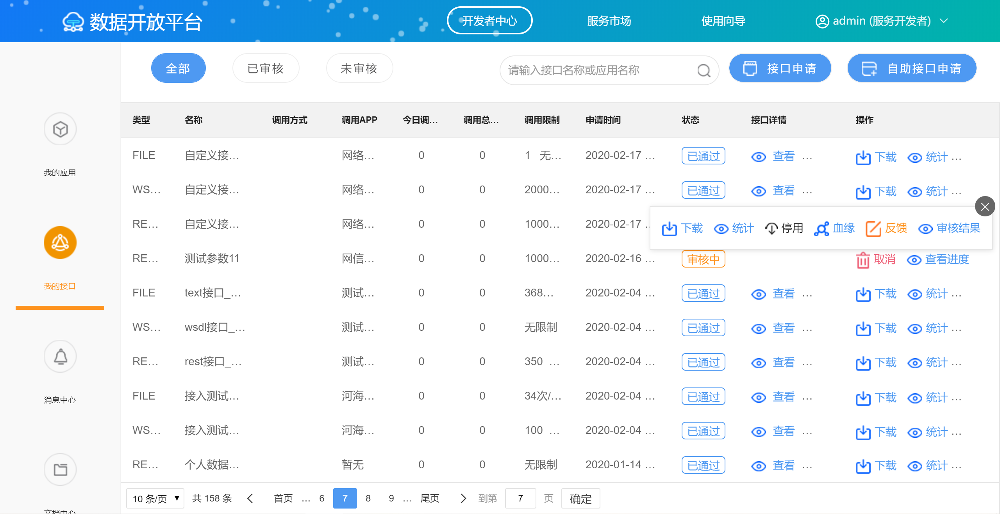 数据开放平台 开发者中心 服务市场 使用向导 admin (服务开发者)
全部 已审核 未审核 请输入接口名称或应用名称 接口申请 自助接口申请
我的应用
我的接口
消息中心
文档中心
类型 名称 调用方式 调用APP 今日调... 调用总... 调用限制 申请时间 状态 接口详情 操作
FILE 自定义接... 网络... 0 0 1 无... 2020-02-17 ... 已通过 查看 ... 下载 统计 ...
WS... 自定义接... 网络... 0 0 2000... 2020-02-17 ... 已通过 查看 ... 下载 统计 ...
RE... 自定义接... 网络... 0 0 1000... 2020-02-17 ..
下载 统计 停用 血缘 反馈 审核结果
RE... 测试参数11 网信... 0 0 1000... 2020-02-16 ... 审核中 取消 查看进度
FILE text接口_... 测试... 0 0 368... 2020-02-04 ... 已通过 查看 ... 下载 统计 ...
WS... wsdl接口_... 测试... 0 0 无限制 2020-02-04 ... 已通过 查看 ... 下载 统计 ...
RE... rest接口_... 测试... 0 0 350 ... 2020-02-04 ... 已通过 查看 ... 下载 统计 ...
FILE 接入测试... 河海... 0 0 34次/... 2020-02-04 ... 已通过 查看 ... 下载 统计 ...
WS... 接入测试... 河海... 0 0 100 ... 2020-02-04 ... 已通过 查看 ... 下载 统计 ...
RE... 个人数据... 暂无 0 0 无限制 2020-01-14 ... 已通过 查看 ... 下载 统计 ...
10 条/页 共 158 条 首页 ... 6 7 8 9 ... 尾页 到第 7 页 确定